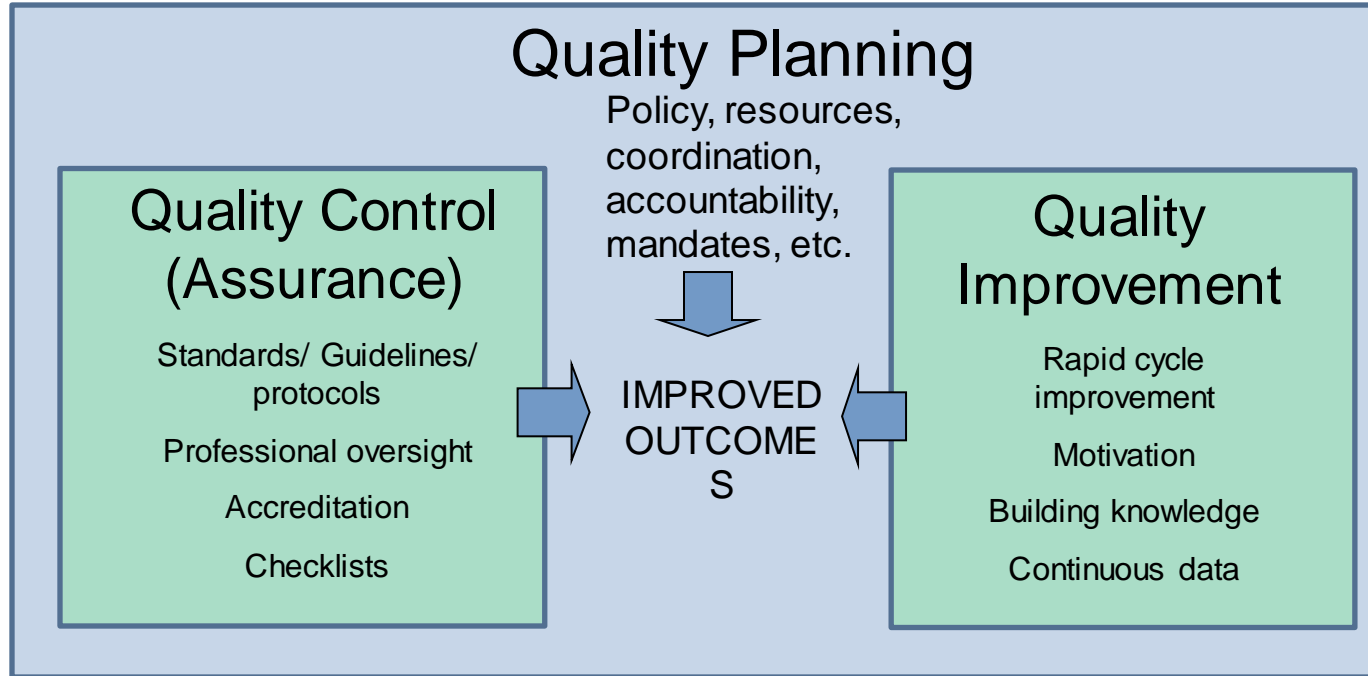 Quality Planning
Policy, resources,
coordination,
accountability,
mandates, etc.
Quality Control
(Assurance)
Standards/ Guidelines/
protocols
Professional oversight
Accreditation
Checklists
IMPROVED
OUTCOME
S
Quality
Improvement
Rapid cycle
improvement
Motivation
Building knowledge
Continuous data